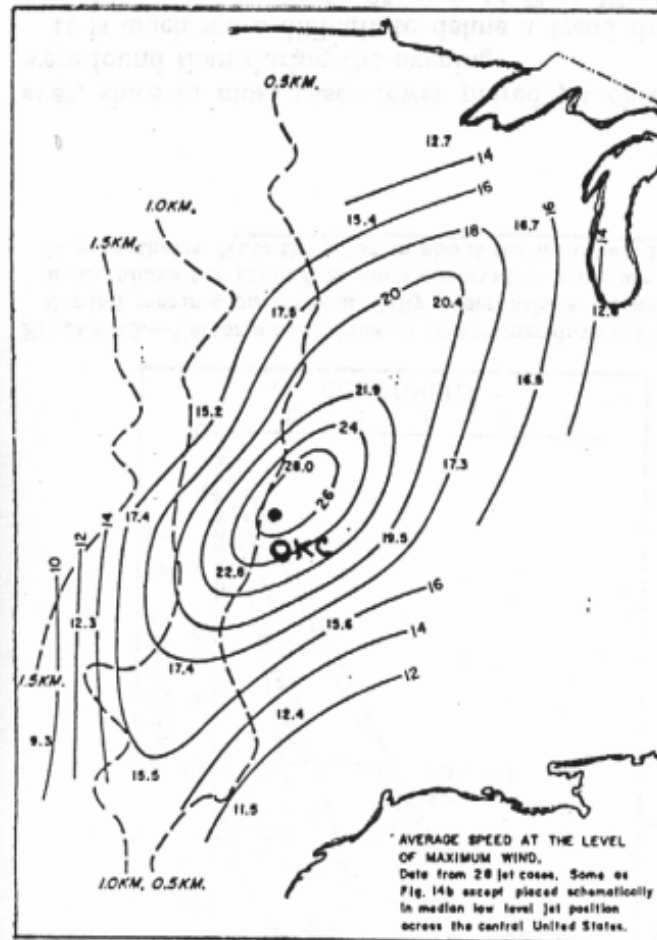 0.5KM.
12.7
14
1.0KM.
16
15.4
18
16.7
16
14
1.5KM.
20
20.4
12.8
17.5
16.5
21.9
15.2
24
17.3
28.0
26
17.4
14
12
10
OKC
19.5
22.6
16
12.3
15.6
14
17.4
12
1.5KM.
12.4
9.3
15.5
11.5
1.0KM. 0.5KM.
AVERAGE SPEED AT THE LEVEL
OF MAXIMUM WIND.
Data from 28 jet cases. Same as
Fig. 14b except placed schematically
in median low level jet position
across the central United States.